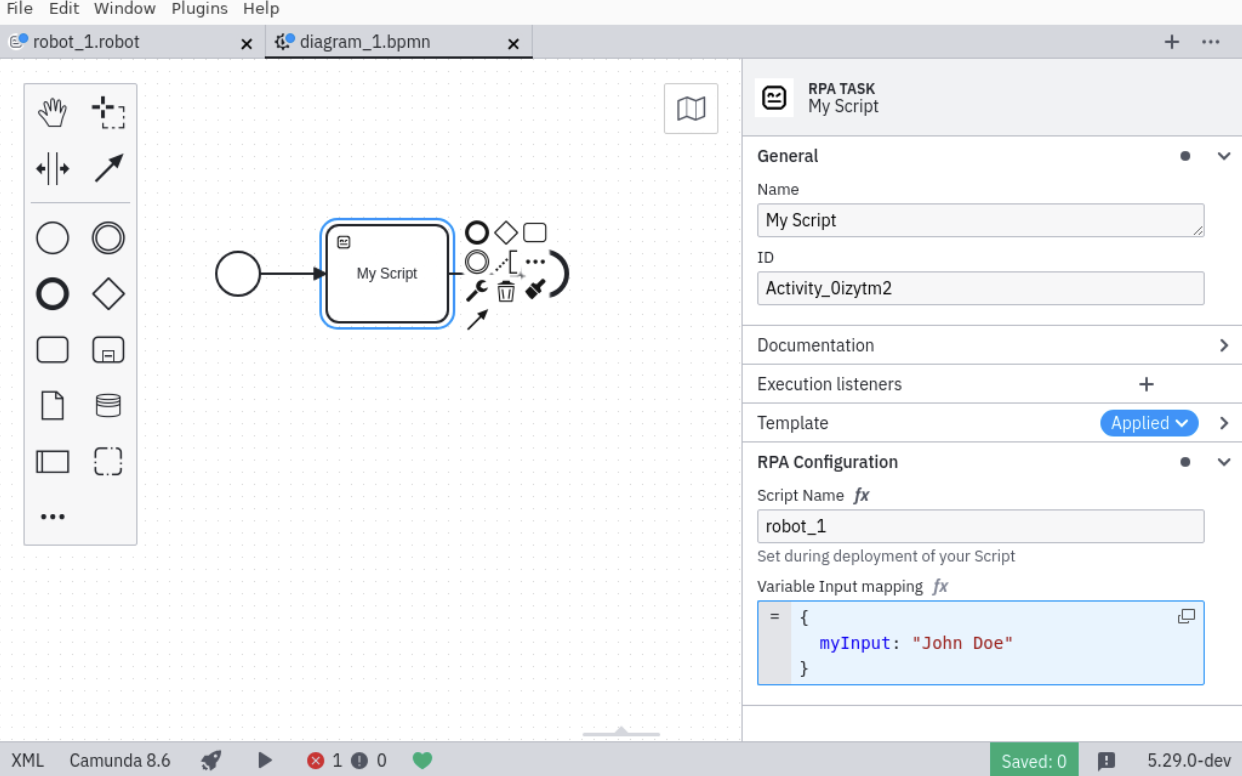 File Edit Window Plugins Help
robot_1.robot diagram_1.bpmn
RPA TASK
My Script
General
Name
My Script
ID
Activity_0izytm2
My Script
Documentation
Execution listeners
Template Applied
RPA Configuration
Script Name fx
robot_1
Set during deployment of your Script
Variable Input mapping fx
= {
myInput: "John Doe"
}
XML Camunda 8.6 1 0 Saved: 0 5.29.0-dev